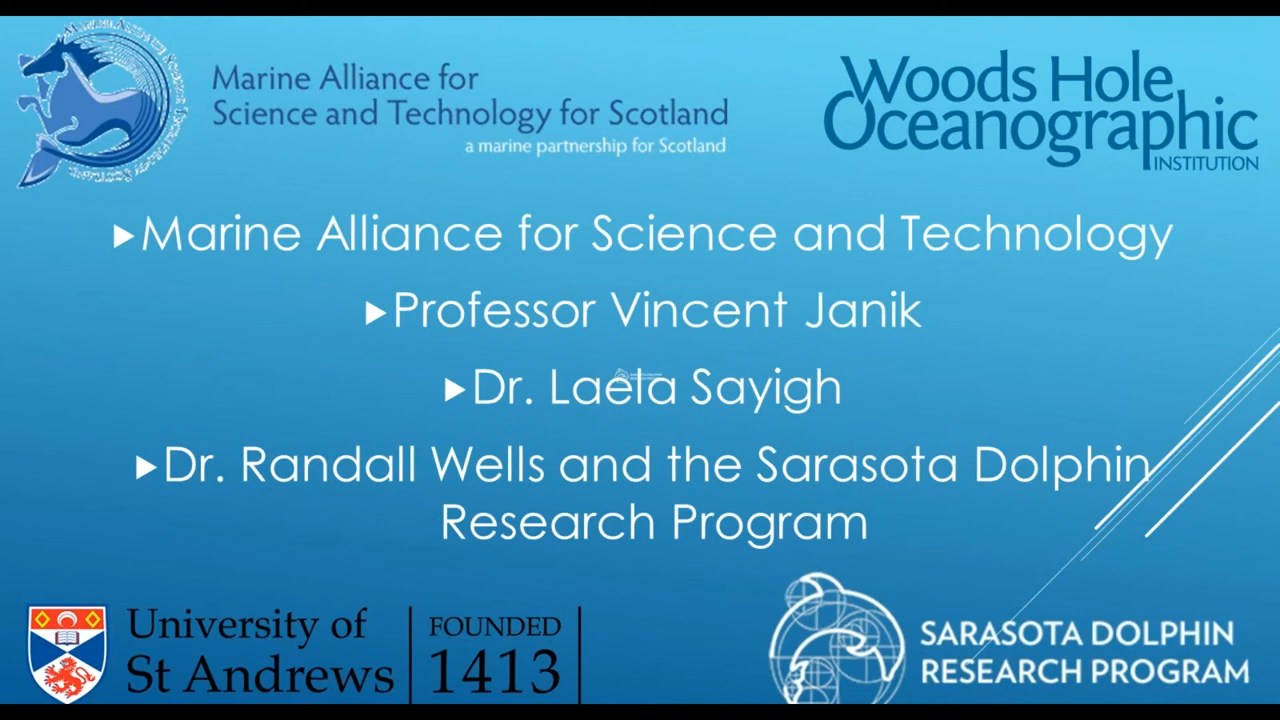 Marine Alliance for
Science and Technology for Scotland
a marine partnership for Scotland
Woods Hole
Oceanographic
INSTITUTION
▶Marine Alliance for Science and Technology
▶Professor Vincent Janik
▶Dr. Laela Sayigh
▶Dr. Randall Wells and the Sarasota Dolphin
Research Program
University of
St Andrews
FOUNDED
1413
SARASOTA DOLPHIN
RESEARCH PROGRAM